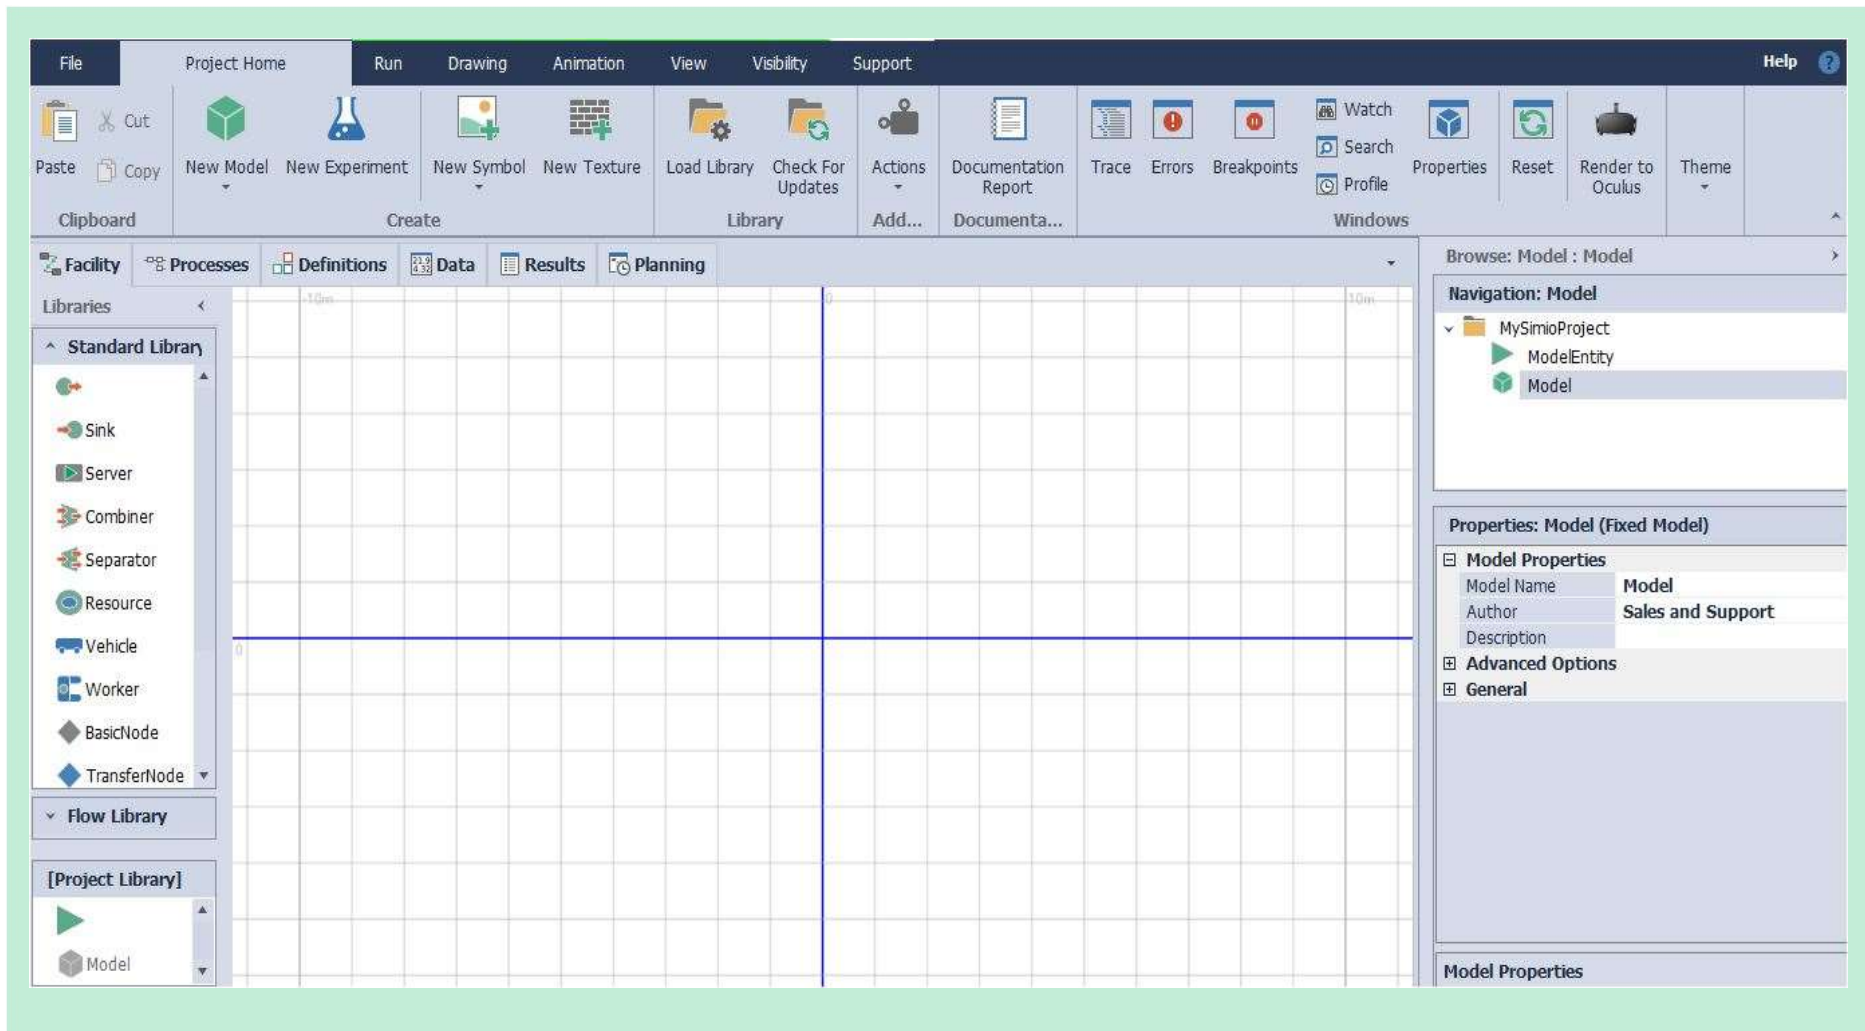 File Project Home Run Drawing Animation View Visibility Support Help
Cut
Copy
Paste
New Model New Experiment New Symbol New Texture Load Library Check For Updates Actions Documentation Report Trace Errors Breakpoints
Watch
Search
Profile
Properties Reset Render to Oculus Theme
Clipboard Create Library Add... Documenta... Windows
Facility Processes Definitions Data Results Planning
Libraries
Standard Library
Sink
Server
Combiner
Separator
Resource
Vehicle
Worker
BasicNode
TransferNode
Flow Library
[Project Library]
Model
-10m 0 10m
0
Browse: Model : Model
Navigation: Model
MySimioProject
ModelEntity
Model
Properties: Model (Fixed Model)
Model Properties
Model Name Model
Author Sales and Support
Description
Advanced Options
General
Model Properties